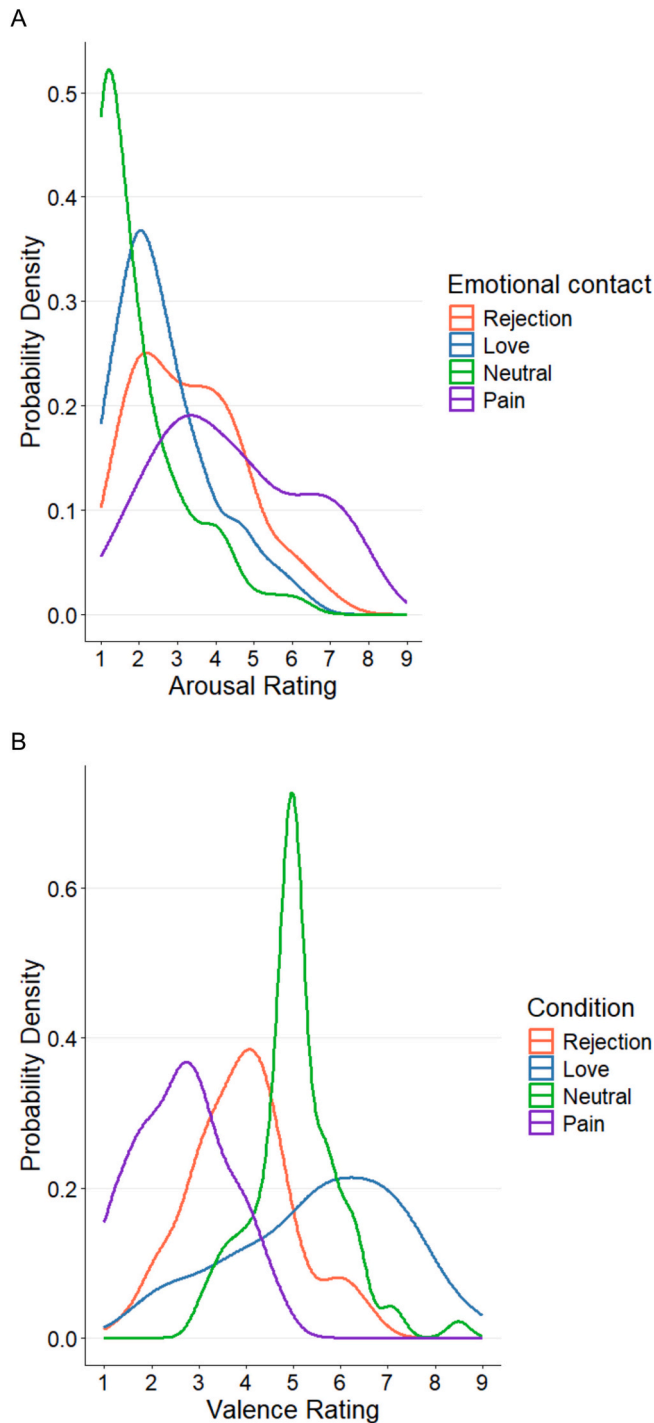 A
Probability Density
0.5
0.4
0.3
0.2
0.1
0.0
1 2 3 4 5 6 7 8 9
Arousal Rating
Emotional contact
Rejection
Love
Neutral
Pain
B
Probability Density
0.6
0.4
0.2
0.0
1 2 3 4 5 6 7 8 9
Valence Rating
Condition
Rejection
Love
Neutral
Pain